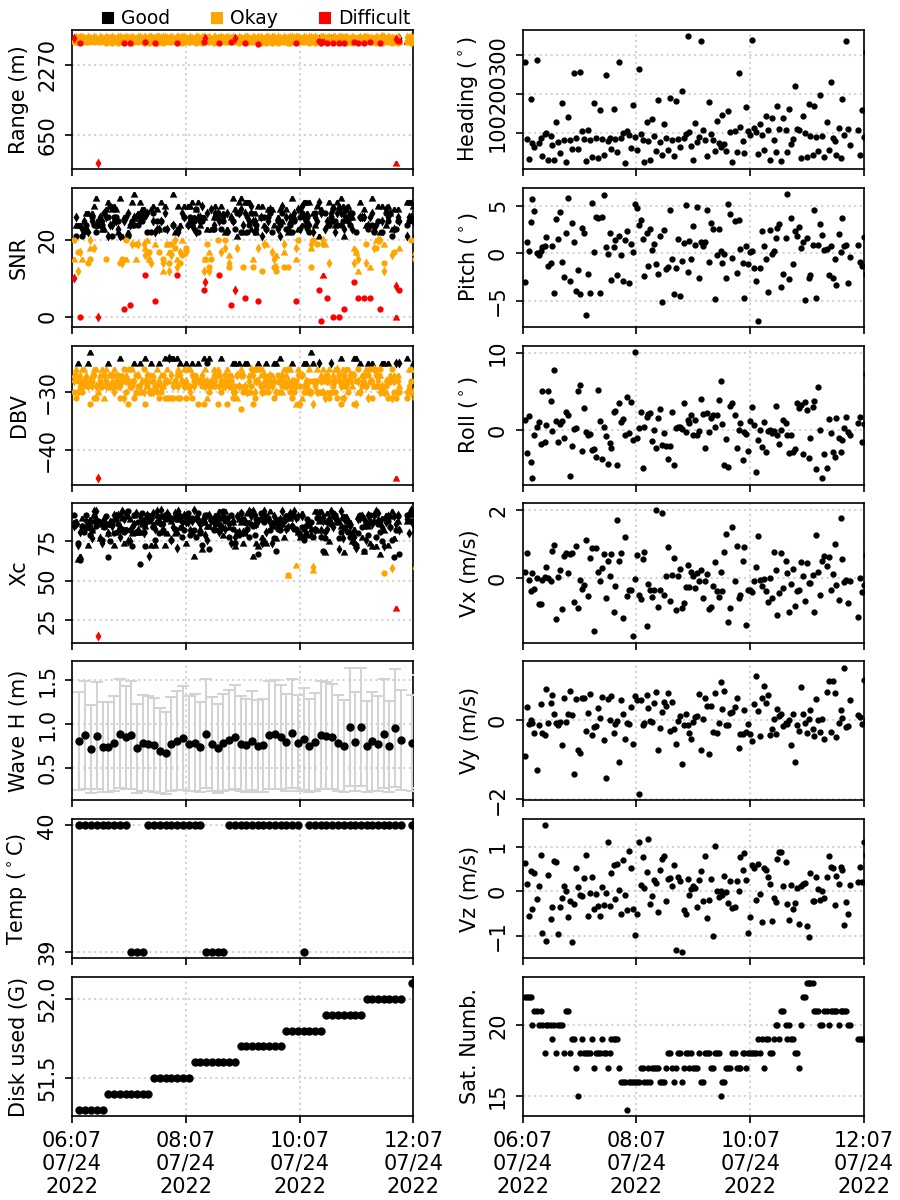 Good Okay Difficult
Range (m)
2270
650
Heading (°)
300
200
100
SNR
20
0
Pitch (°)
5
0
−5
DBV
−30
−40
Roll (°)
10
0
Xc
75
50
25
Vx (m/s)
2
0
Wave H (m)
1.5
1.0
0.5
Vy (m/s)
0
−2
Temp (°C)
40
39
Vz (m/s)
1
0
−1
Disk used (G)
52.0
51.5
Sat. Numb.
20
15
06:07 08:07 10:07 12:07 06:07 08:07 10:07 12:07
07/24 07/24 07/24 07/24 07/24 07/24 07/24 07/24
2022 2022 2022 2022 2022 2022 2022 2022